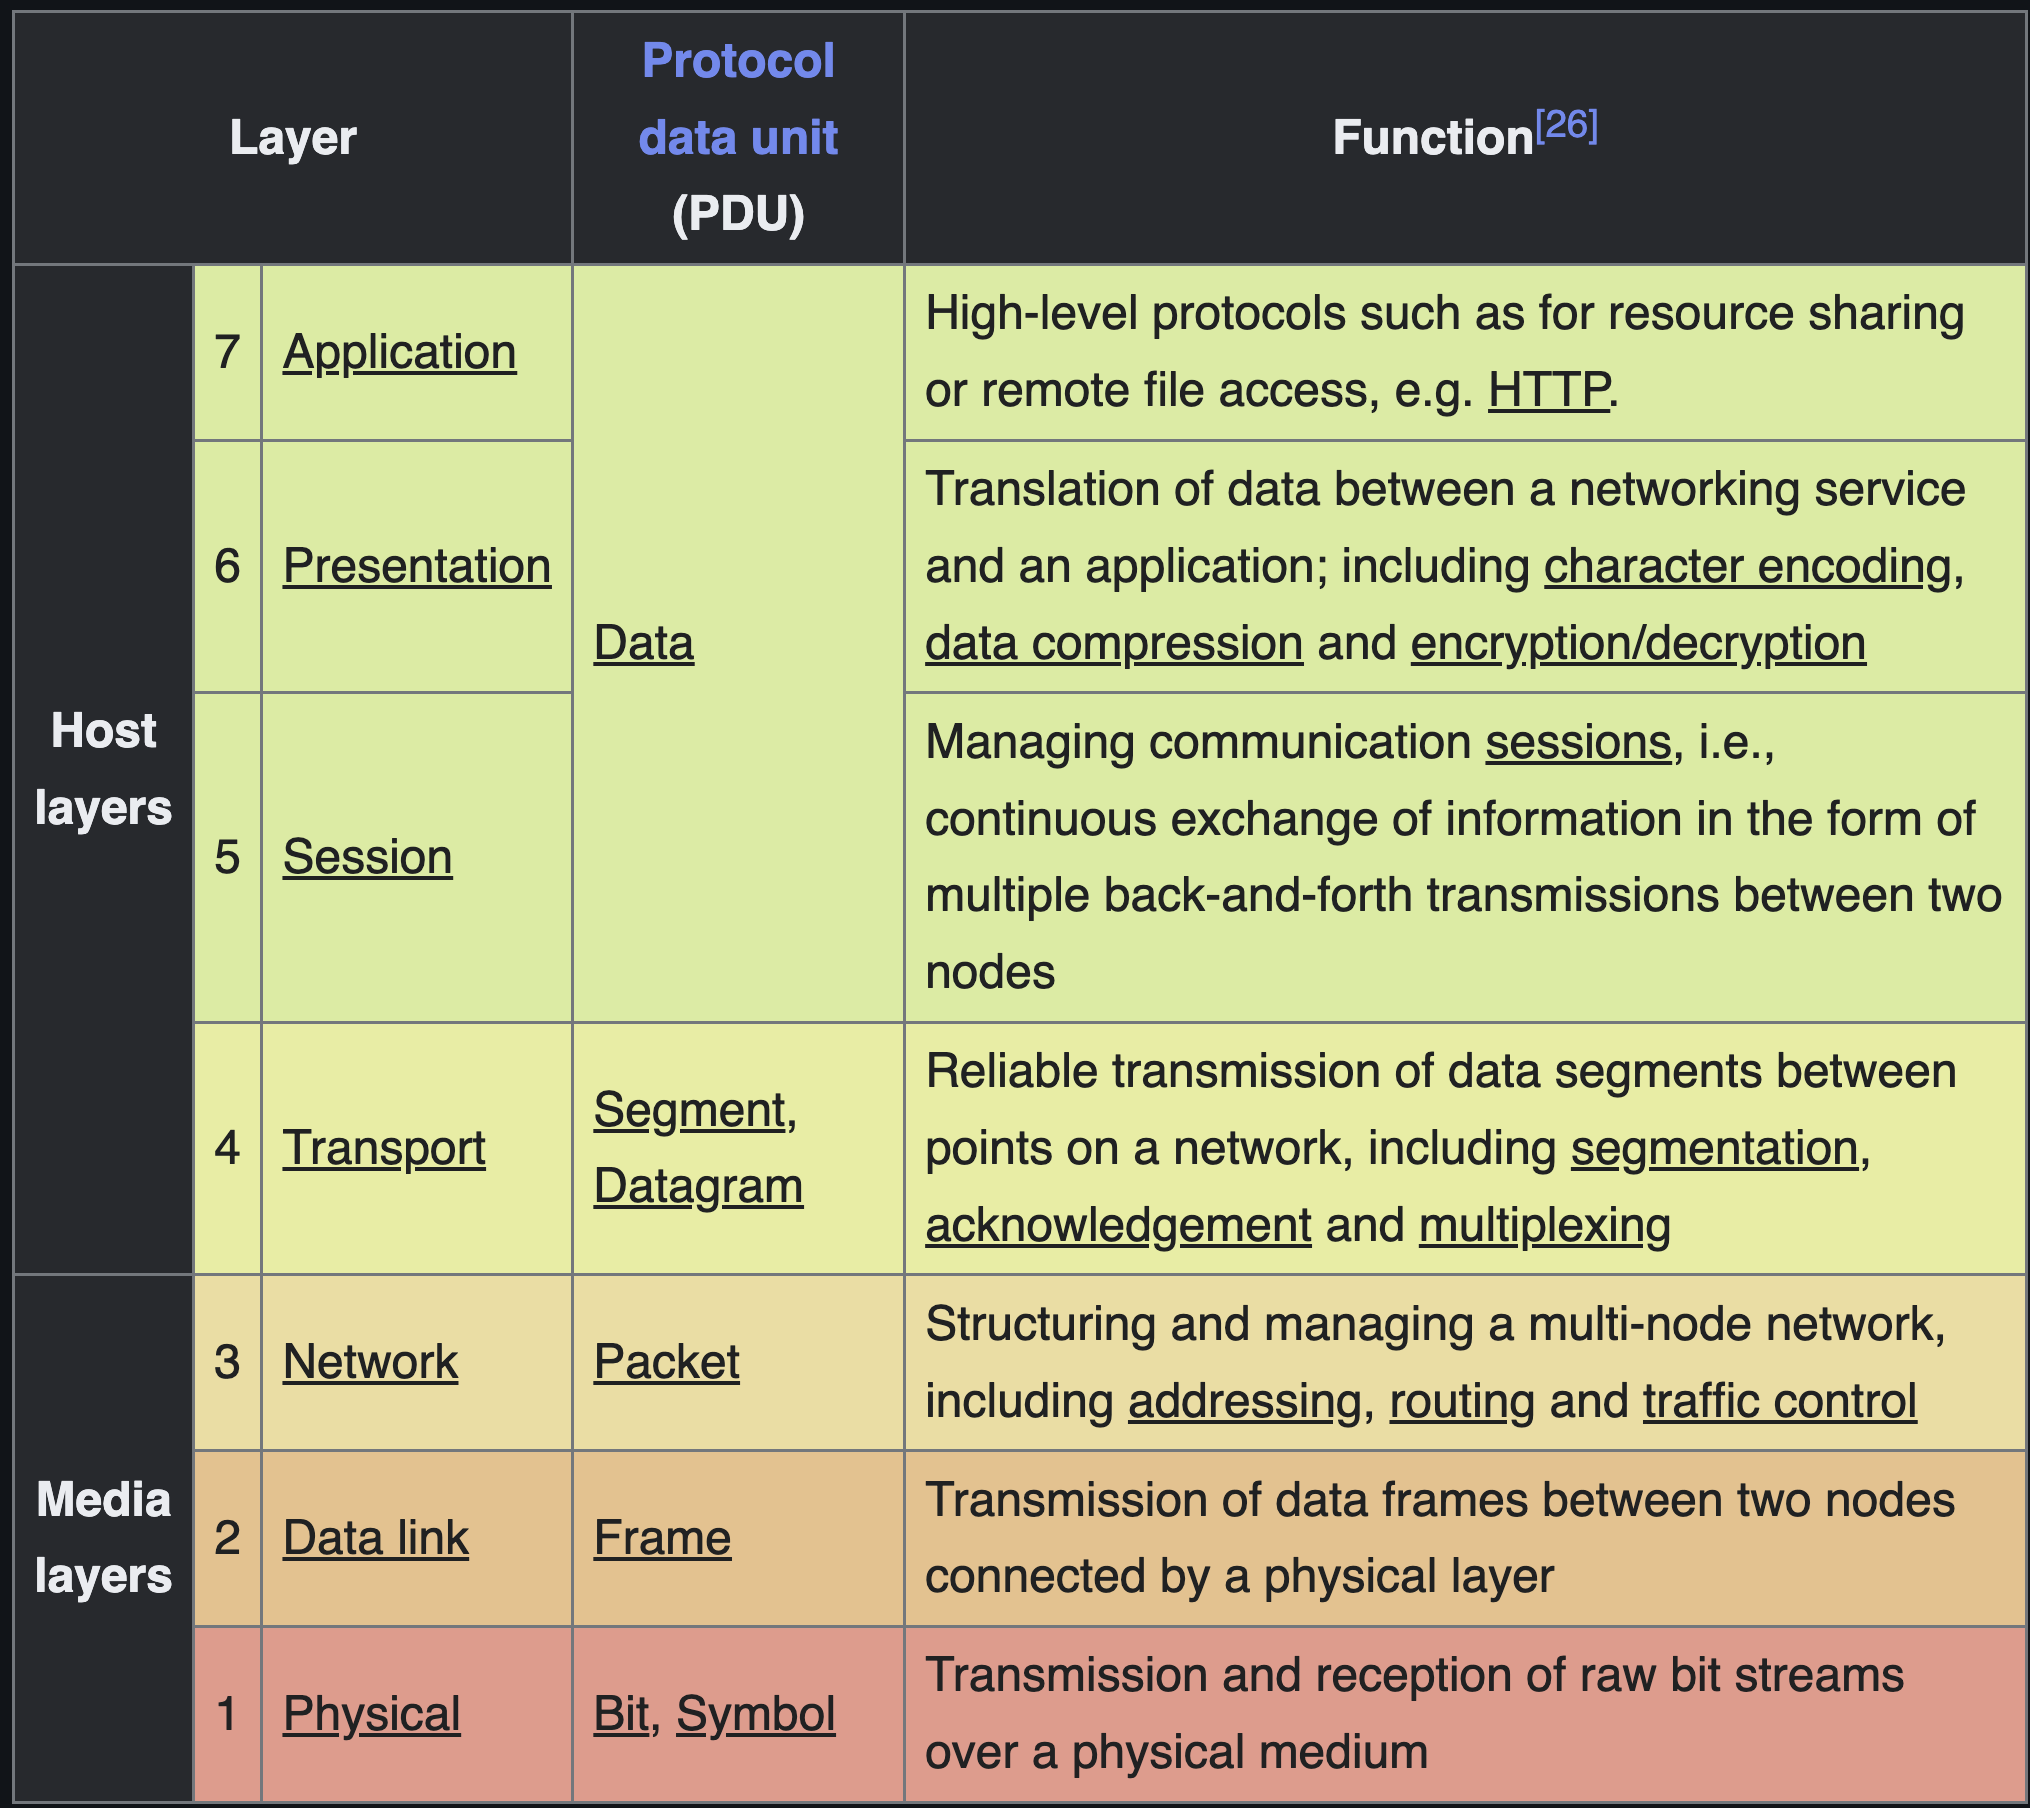 Layer
Protocol
data unit
(PDU)
Function[26]
Host
layers
7
Application
Data
High-level protocols such as for resource sharing
or remote file access, e.g. HTTP.
6
Presentation
Translation of data between a networking service
and an application; including character encoding,
data compression and encryption/decryption
5
Session
Managing communication sessions, i.e.,
continuous exchange of information in the form of
multiple back-and-forth transmissions between two
nodes
4
Transport
Segment,
Datagram
Reliable transmission of data segments between
points on a network, including segmentation,
acknowledgement and multiplexing
Media
layers
3
Network
Packet
Structuring and managing a multi-node network,
including addressing, routing and traffic control
2
Data link
Frame
Transmission of data frames between two nodes
connected by a physical layer
1
Physical
Bit, Symbol
Transmission and reception of raw bit streams
over a physical medium